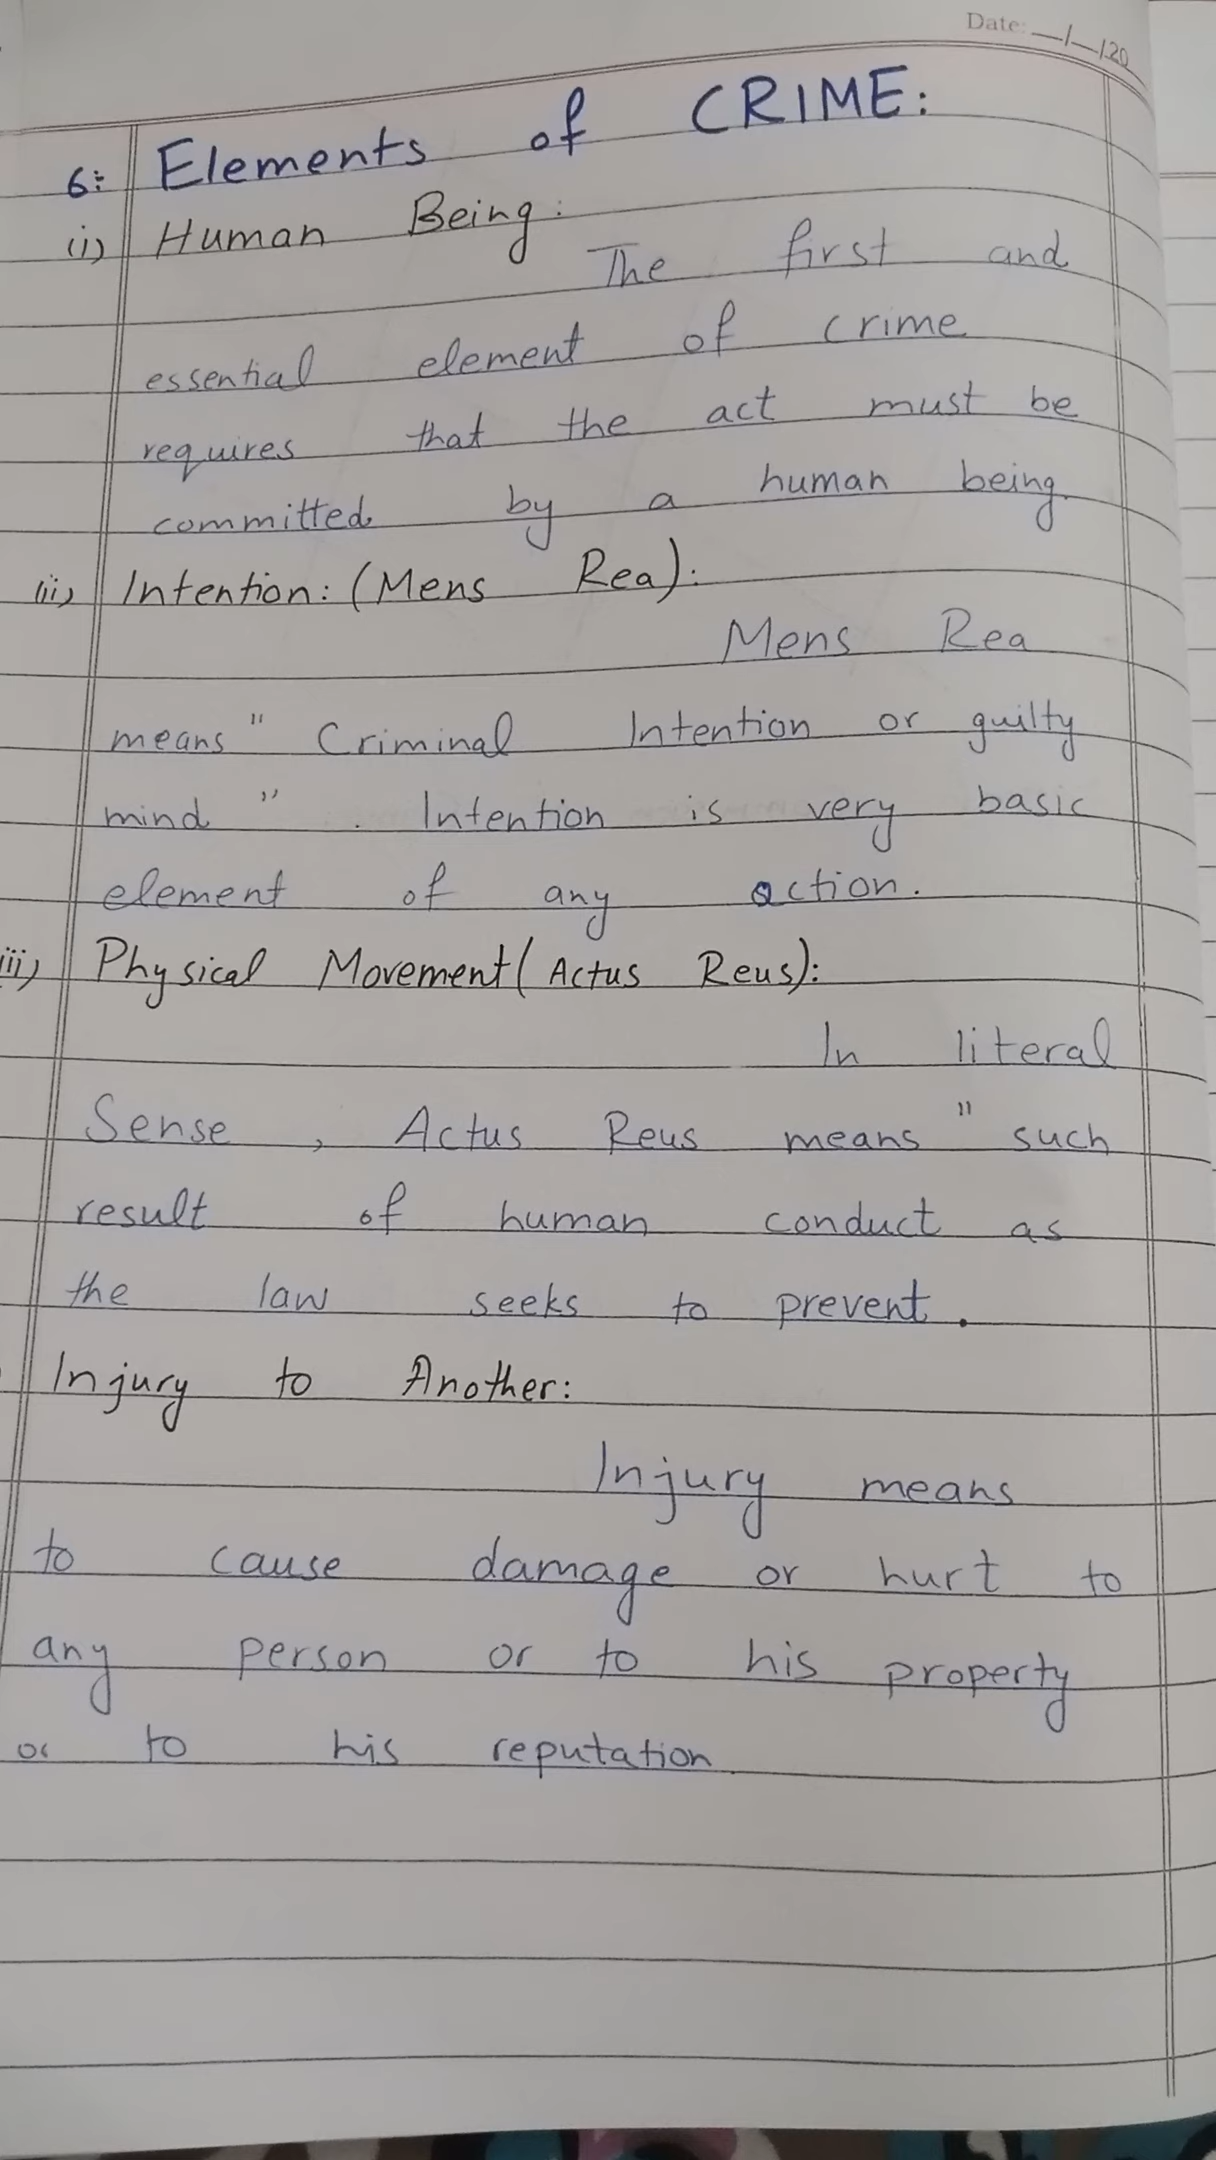 Date: __/__/20
6: Elements of CRIME:
(i) Human Being:
The first and
essential element of crime
requires that the act must be
committed by a human being.
(ii) Intention: (Mens Rea):
Mens Rea
means " Criminal Intention or guilty
mind " . Intention is very basic
element of any action.
iii) Physical Movement ( Actus Reus):
In literal
Sense , Actus Reus means " such
result of human conduct as
the law seeks to prevent.
Injury to Another:
Injury means
to cause damage or hurt to
any person or to his property
or to his reputation.